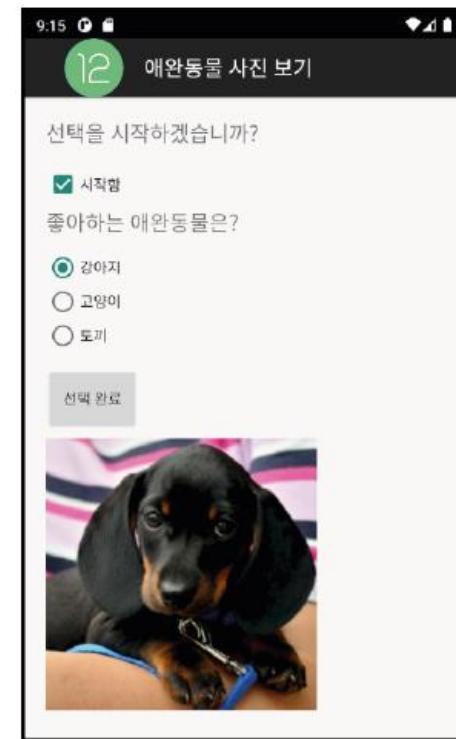 9:15
12 애완동물 사진 보기
선택을 시작하겠습니까?
시작함
좋아하는 애완동물은?
강아지
고양이
토끼
선택 완료